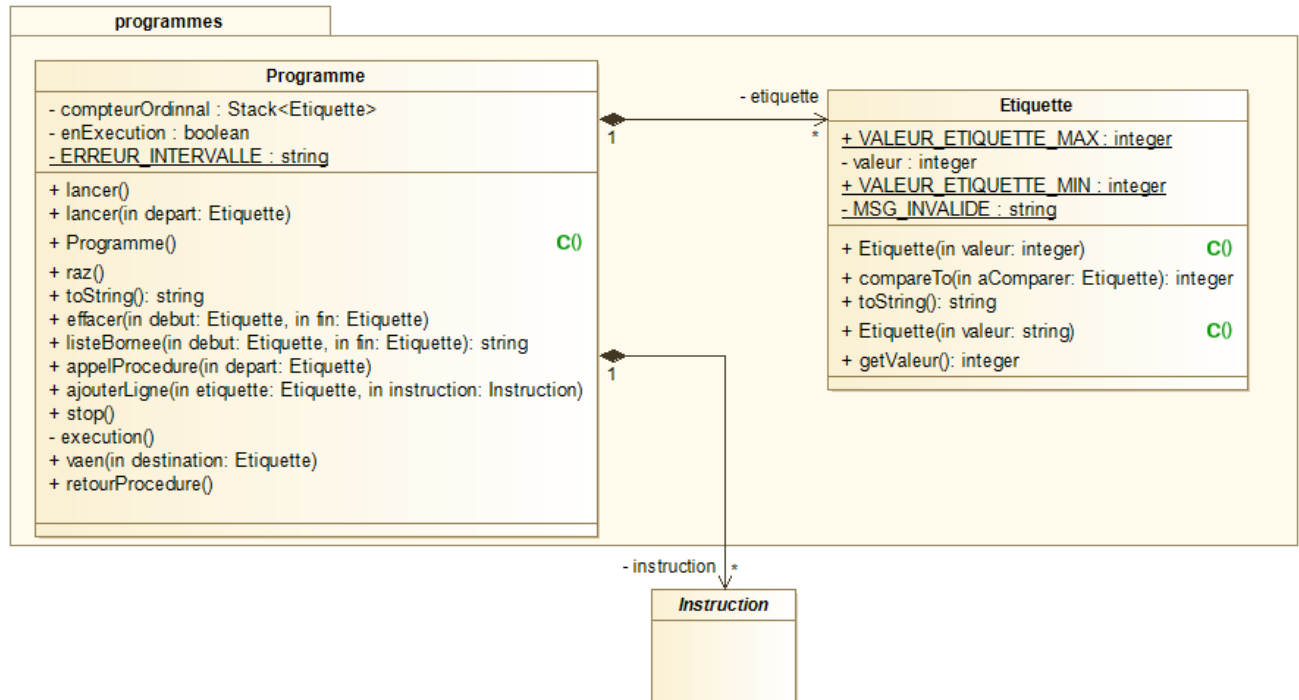 programmes
Programme
- compteurOrdinnal : Stack<Etiquette>
- enExecution : boolean
- ERREUR_INTERVALLE : string
+ lancer()
+ lancer(in depart: Etiquette)
+ Programme() C()
+ raz()
+ toString(): string
+ effacer(in debut: Etiquette, in fin: Etiquette)
+ listeBornee(in debut: Etiquette, in fin: Etiquette): string
+ appelProcedure(in depart: Etiquette)
+ ajouterLigne(in etiquette: Etiquette, in instruction: Instruction)
+ stop()
- execution()
+ vaen(in destination: Etiquette)
+ retourProcedure()
- etiquette
1
*
Etiquette
+ VALEUR_ETIQUETTE_MAX : integer
- valeur : integer
+ VALEUR_ETIQUETTE_MIN : integer
- MSG_INVALIDE : string
+ Etiquette(in valeur: integer) C()
+ compareTo(in aComparer: Etiquette): integer
+ toString(): string
+ Etiquette(in valeur: string) C()
+ getValeur(): integer
1
- instruction *
Instruction